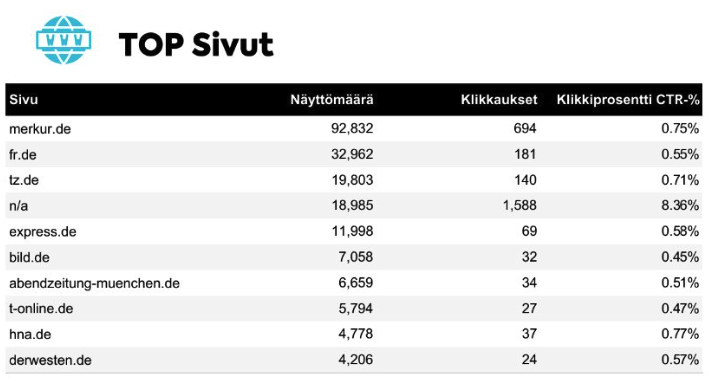 WWW
TOP Sivut
Sivu Näyttömäärä Klikkaukset Klikkiprosentti CTR-%
merkur.de 92,832 694 0.75%
fr.de 32,962 181 0.55%
tz.de 19,803 140 0.71%
n/a 18,985 1,588 8.36%
express.de 11,998 69 0.58%
bild.de 7,058 32 0.45%
abendzeitung-muenchen.de 6,659 34 0.51%
t-online.de 5,794 27 0.47%
hna.de 4,778 37 0.77%
derwesten.de 4,206 24 0.57%